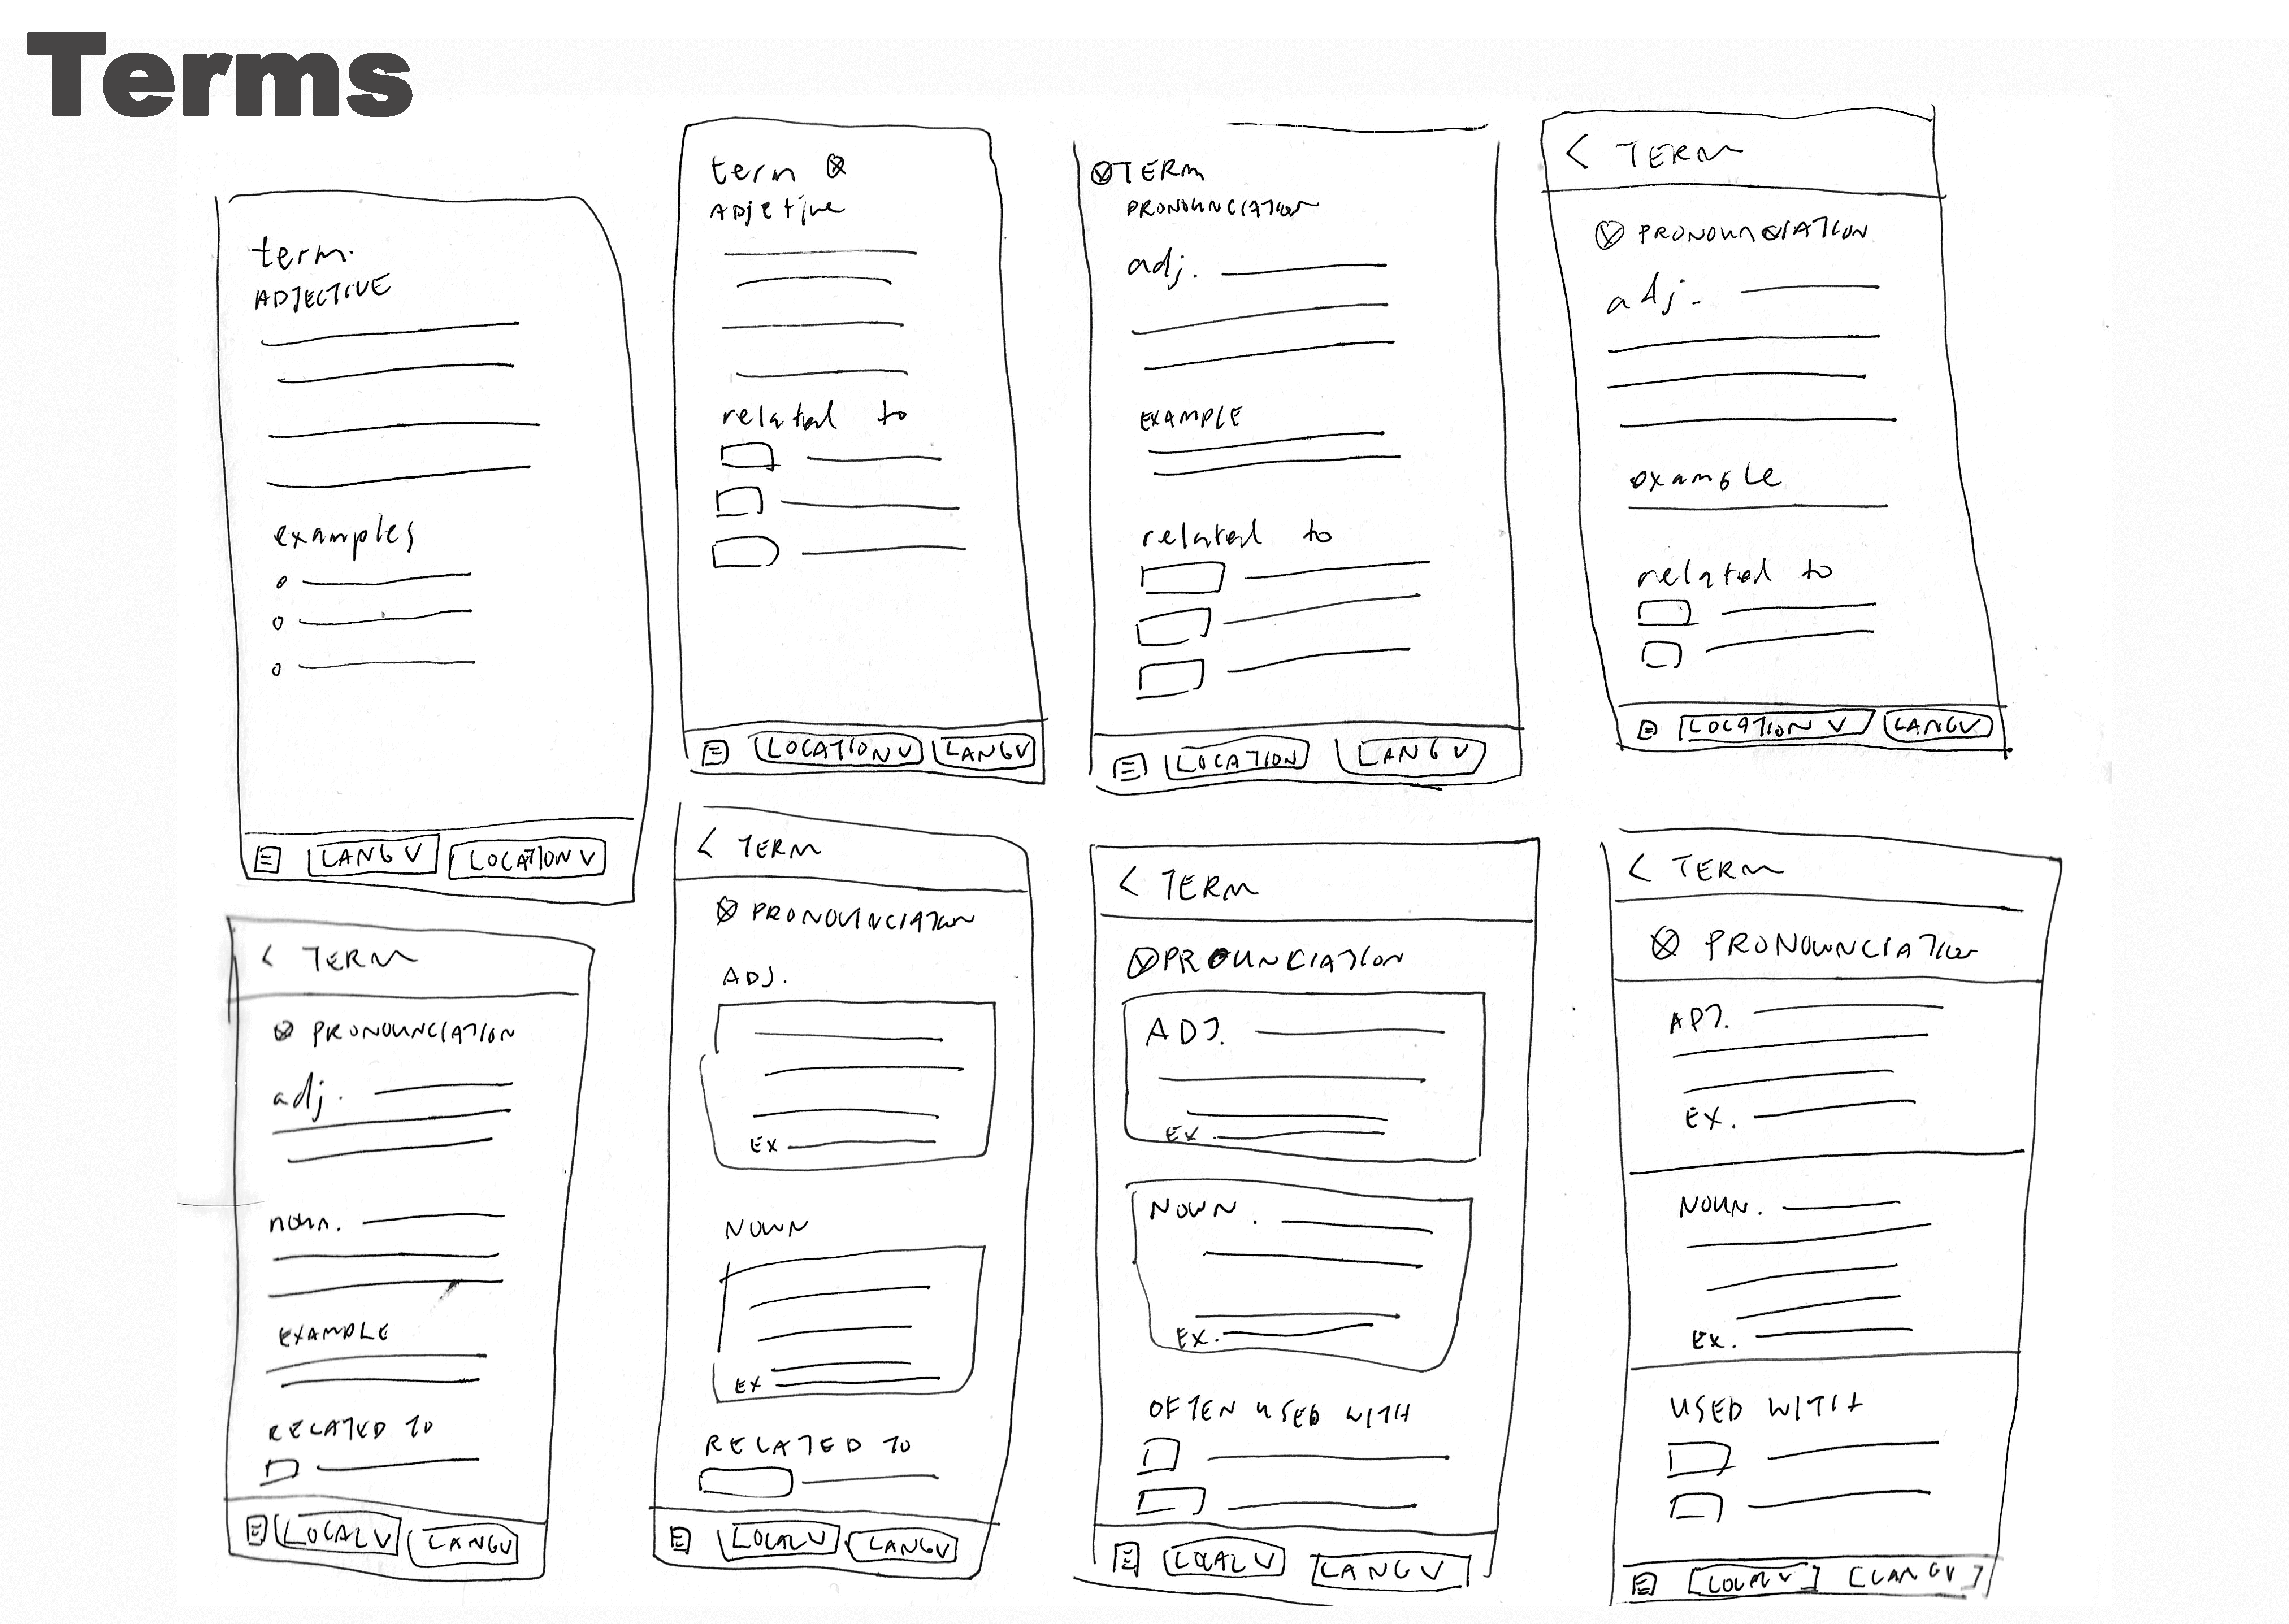 Terms
term.
ADJECTIVE
examples
LANG V
LOCATION V
term
ADJETIVE
related to
LOCATION V
LANG V
TERM
PRONOUNCIATION
adj.
EXAMPLE
related to
LOCATION
LANG V
< TERM
PRONOUNCIATION
adj.
example
related to
LOCATION V
LANG V
< TERM
PRONOUNCIATION
adj.
noun.
EXAMPLE
RELATED TO
LOCAL V
LANG V
< TERM
PRONOUNCIATION
ADJ.
EX
NOUN
EX
RELATED TO
LOCAL V
LANG V
< TERM
PROUNCIATION
ADJ.
EX.
NOUN.
EX.
OFTEN USED WITH
LOCAL V
LANG V
< TERM
PRONOUNCIATION
ADJ.
EX.
NOUN.
EX.
USED WITH
LOCAL V
LANG V